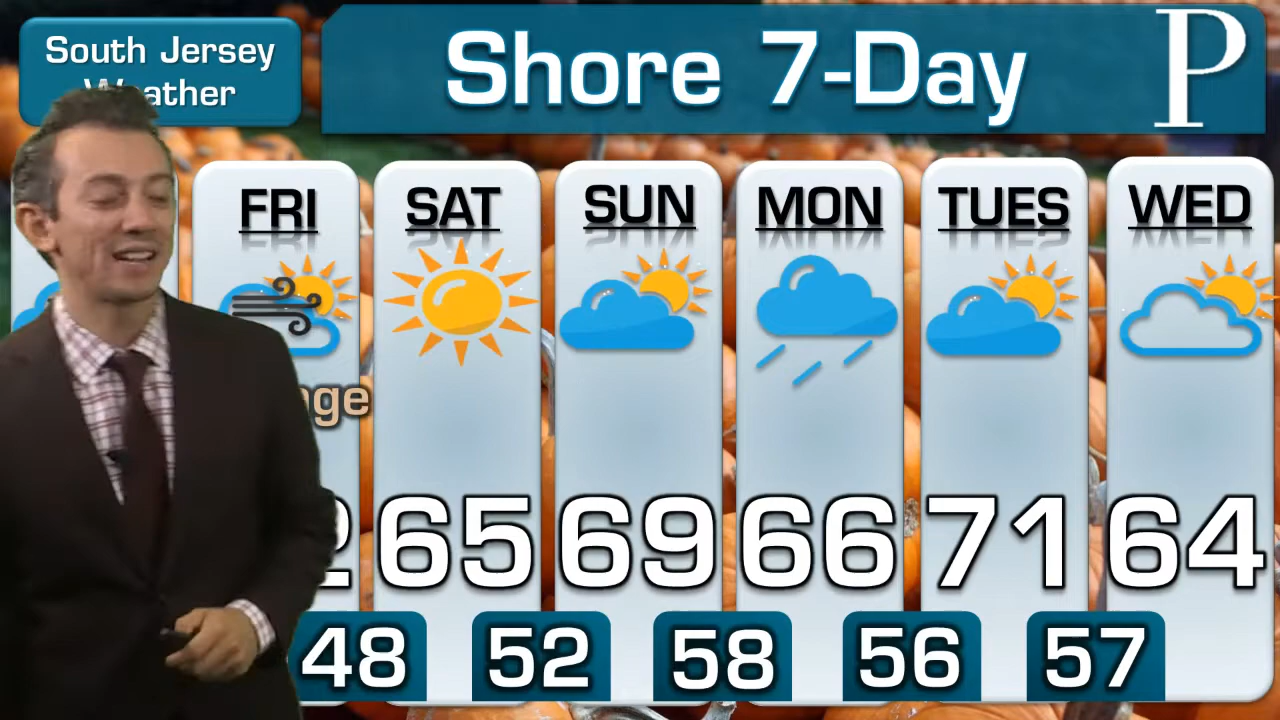 South Jersey
Weather
Shore 7-Day
P
FRI SAT SUN MON TUES WED
65 69 66 71 64
48 52 58 56 57